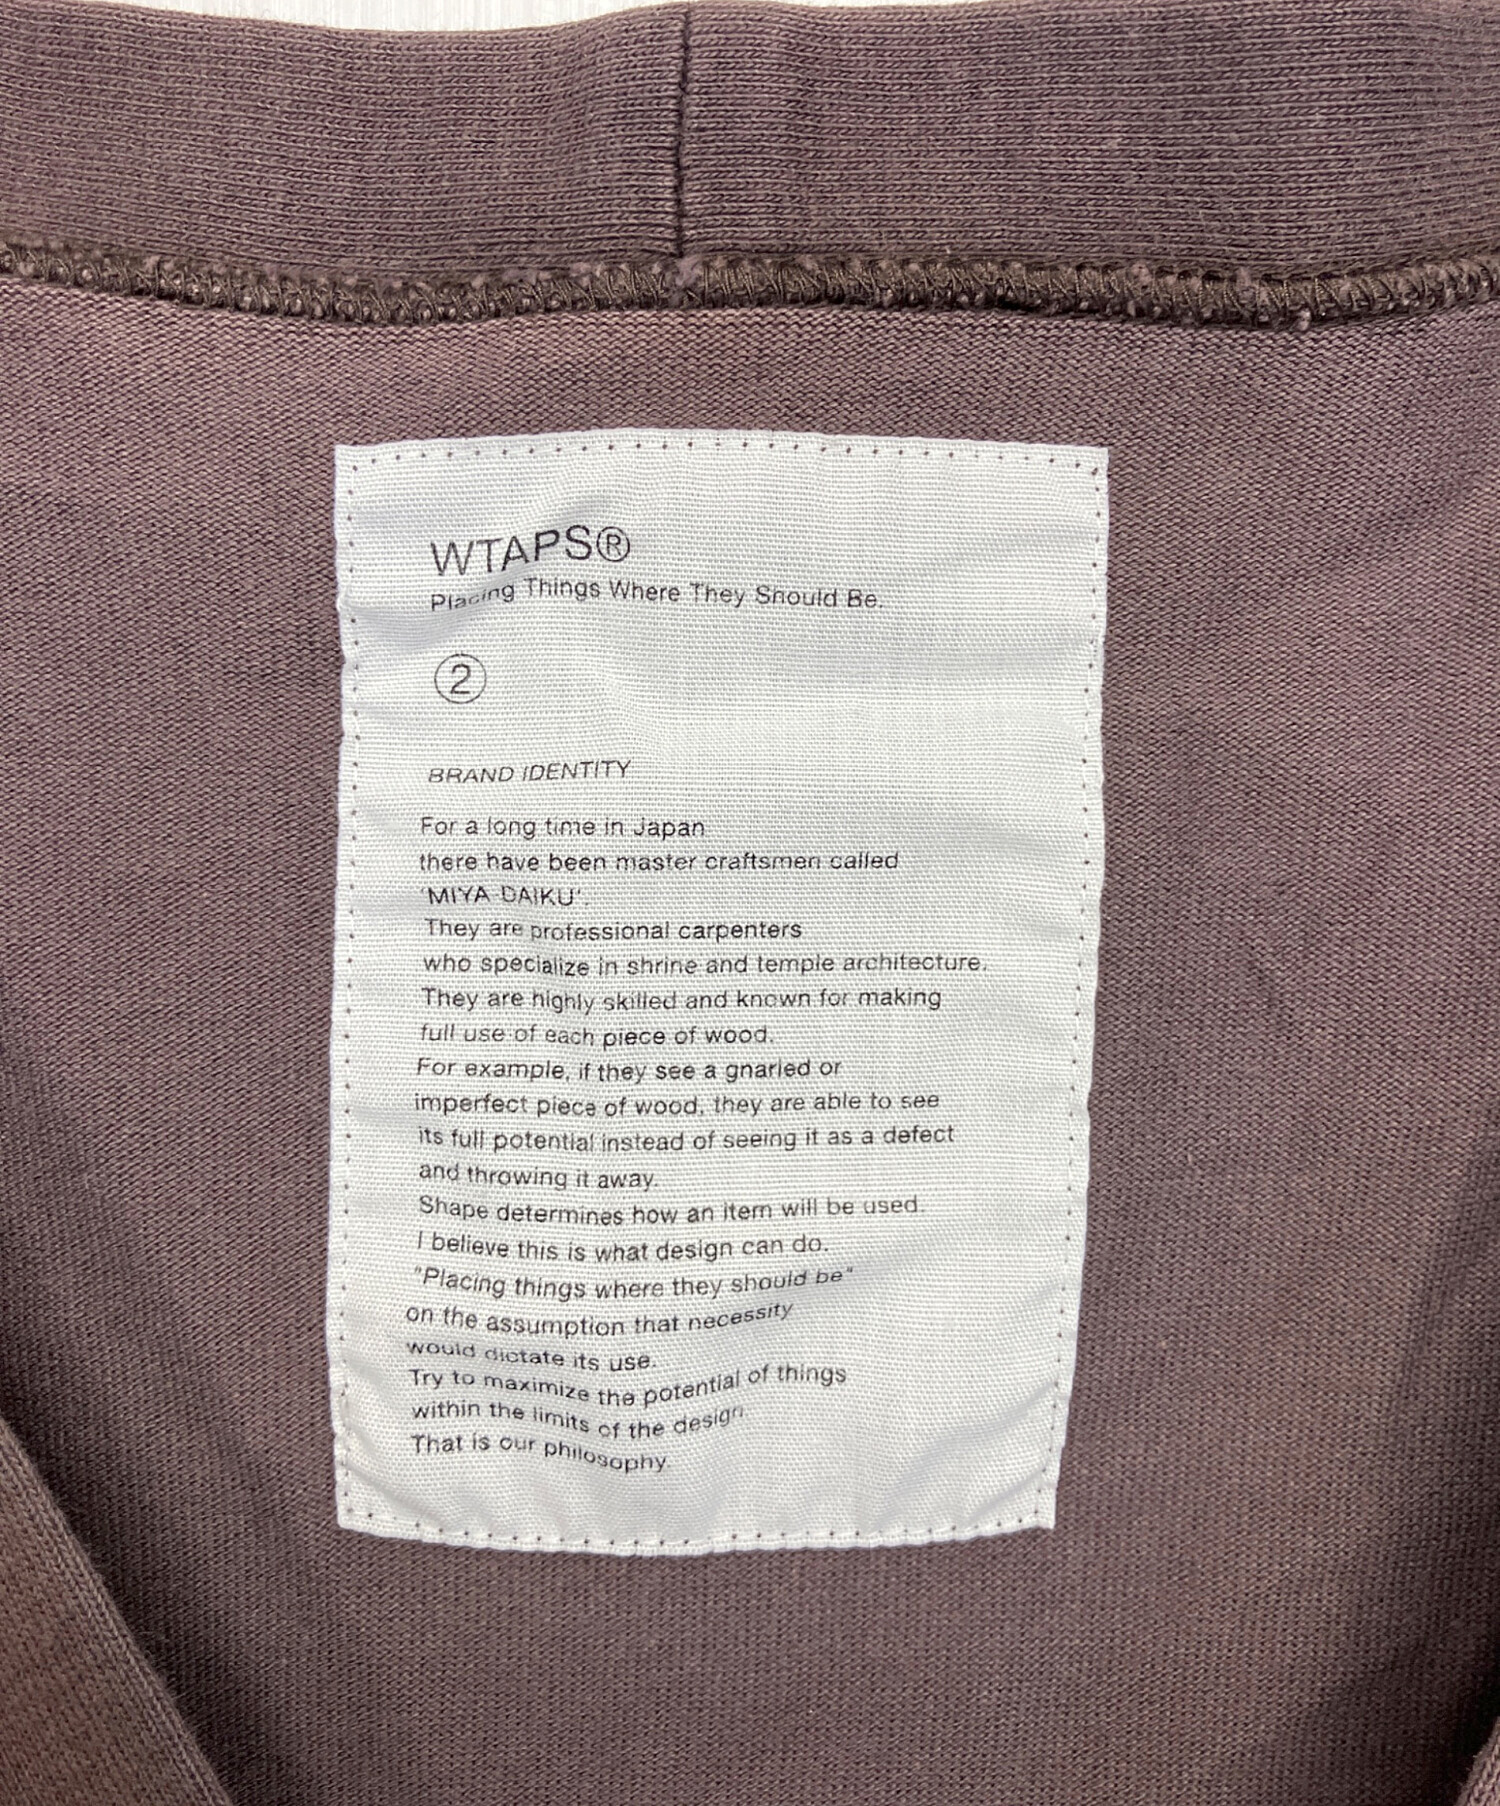 WTAPS®
Placing Things Where They Should Be.
②
BRAND IDENTITY
For a long time in Japan
there have been master craftsmen called
'MIYA-DAIKU'.
They are professional carpenters
who specialize in shrine and temple architecture.
They are highly skilled and known for making
full use of each piece of wood.
For example, if they see a gnarled or
imperfect piece of wood, they are able to see
its full potential instead of seeing it as a defect
and throwing it away.
Shape determines how an item will be used.
I believe this is what design can do.
"Placing things where they should be"
on the assumption that necessity
would dictate its use.
Try to maximize the potential of things
within the limits of the design.
That is our philosophy.